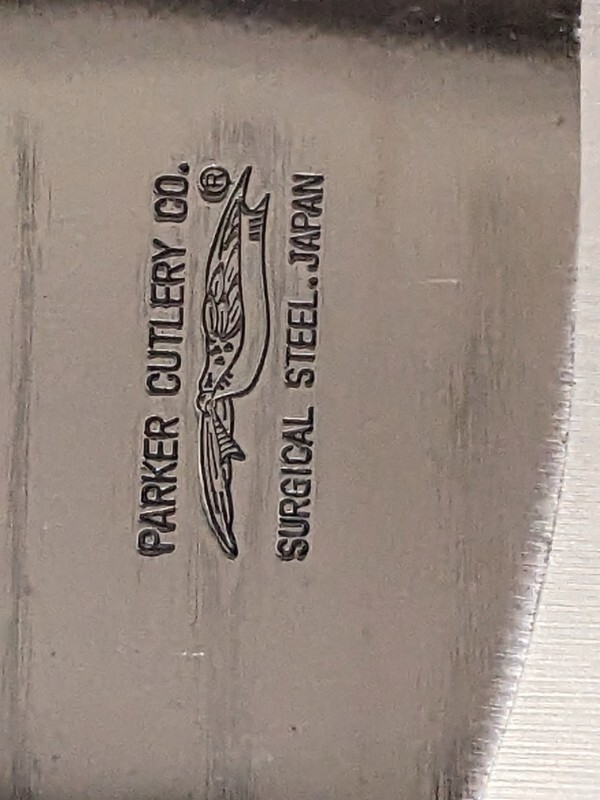 PARKER CUTLERY CO.
®
SURGICAL STEEL.JAPAN